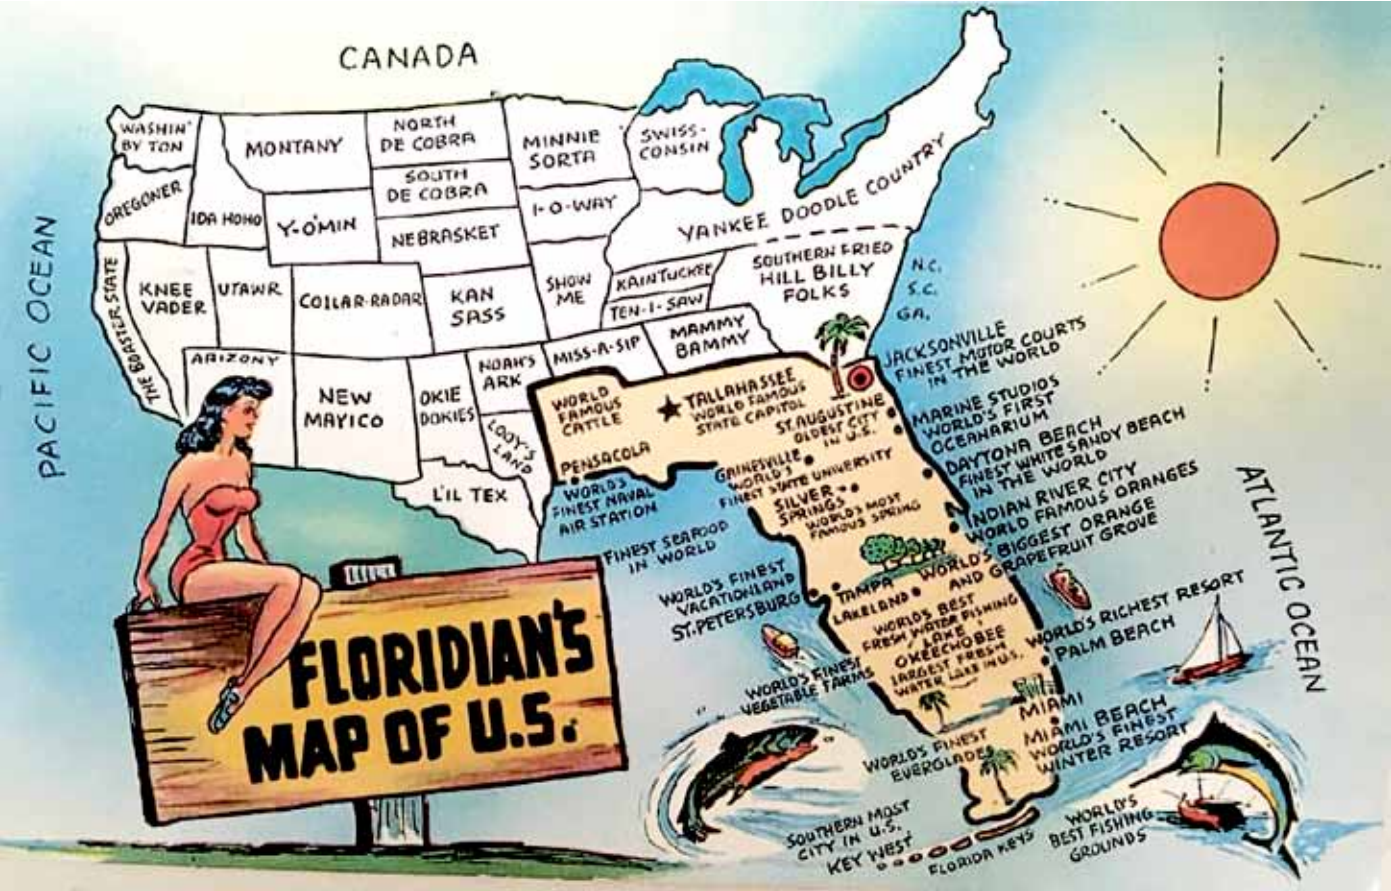 CANADA
PACIFIC OCEAN
WASHIN'
BY TON
MONTANY
NORTH
DE COBRA
MINNIE
SORTA
SWISS-
CONSIN
OREGONER
IDA HOHO
SOUTH
DE COBRA
Y-O'MIN
I-O-WAY
NEBRASKET
YANKEE DOODLE COUNTRY
THE BOASTER STATE
KNEE
VADER
UTAWR
COLLAR-RADAR
KAN
SASS
SHOW
ME
KAINTUCKEE
TEN-I-SAW
SOUTHERN FRIED
HILL BILLY
FOLKS
N.C.
S.C.
GA.
ARIZONY
NEW
MAYICO
OKIE
DOKIES
NOAH'S
ARK
MISS-A-SIP
MAMMY
BAMMY
LOOY'S
LAND
L'IL TEX
WORLD
FAMOUS
CATTLE
TALLAHASSEE
WORLD FAMOUS
STATE CAPITOL
PENSACOLA
WORLD'S
FINEST NAVAL
AIR STATION
JACKSONVILLE
FINEST MOTOR COURTS
IN THE WORLD
ST. AUGUSTINE
OLDEST CITY
IN U.S.
MARINE STUDIOS
WORLD'S FIRST
OCEANARIUM
DAYTONA BEACH
FINEST WHITE SANDY BEACH
IN THE WORLD
GAINESVILLE
WORLD'S
FINEST STATE UNIVERSITY
SILVER
SPRINGS
WORLD'S MOST
FAMOUS SPRING
INDIAN RIVER CITY
WORLD FAMOUS ORANGES
WORLD'S BIGGEST ORANGE
AND GRAPEFRUIT GROVE
ATLANTIC OCEAN
FINEST SEAFOOD
IN WORLD
WORLD'S FINEST
VACATIONLAND
ST. PETERSBURG
TAMPA
LAKELAND
WORLD'S BEST
FRESH WATER FISHING
LAKE
OKEECHOBEE
LARGEST FRESH
WATER LAKE IN U.S.
WORLD'S RICHEST RESORT
PALM BEACH
WORLD'S FINEST
VEGETABLE FARMS
MIAMI
MIAMI BEACH
WORLD'S FINEST
WINTER RESORT
WORLD'S FINEST
EVERGLADES
SOUTHERN MOST
CITY IN U.S.
KEY WEST
FLORIDA KEYS
WORLD'S
BEST FISHING
GROUNDS
FLORIDIAN'S
MAP OF U.S.